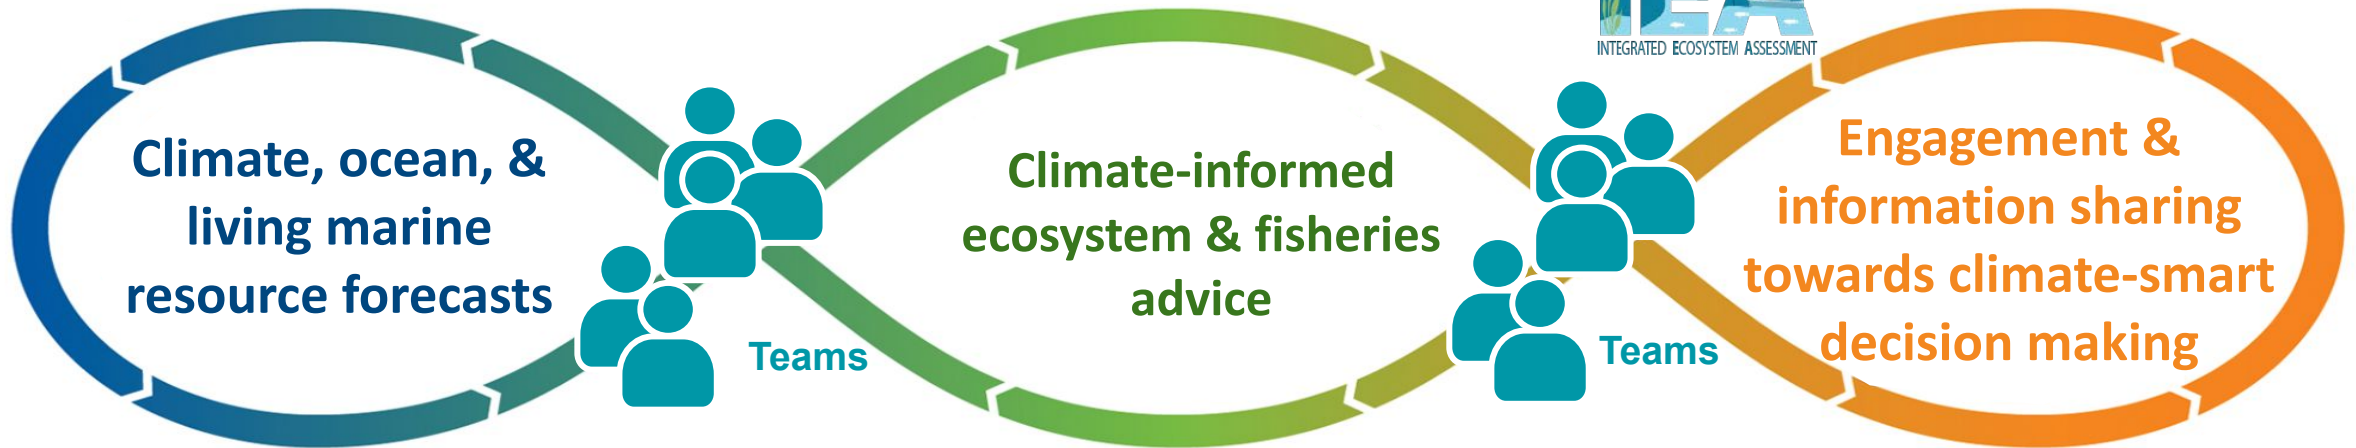 IEA
INTEGRATED ECOSYSTEM ASSESSMENT
Climate, ocean, &
living marine
resource forecasts
Teams
Climate-informed
ecosystem & fisheries
advice
Teams
Engagement &
information sharing
towards climate-smart
decision making